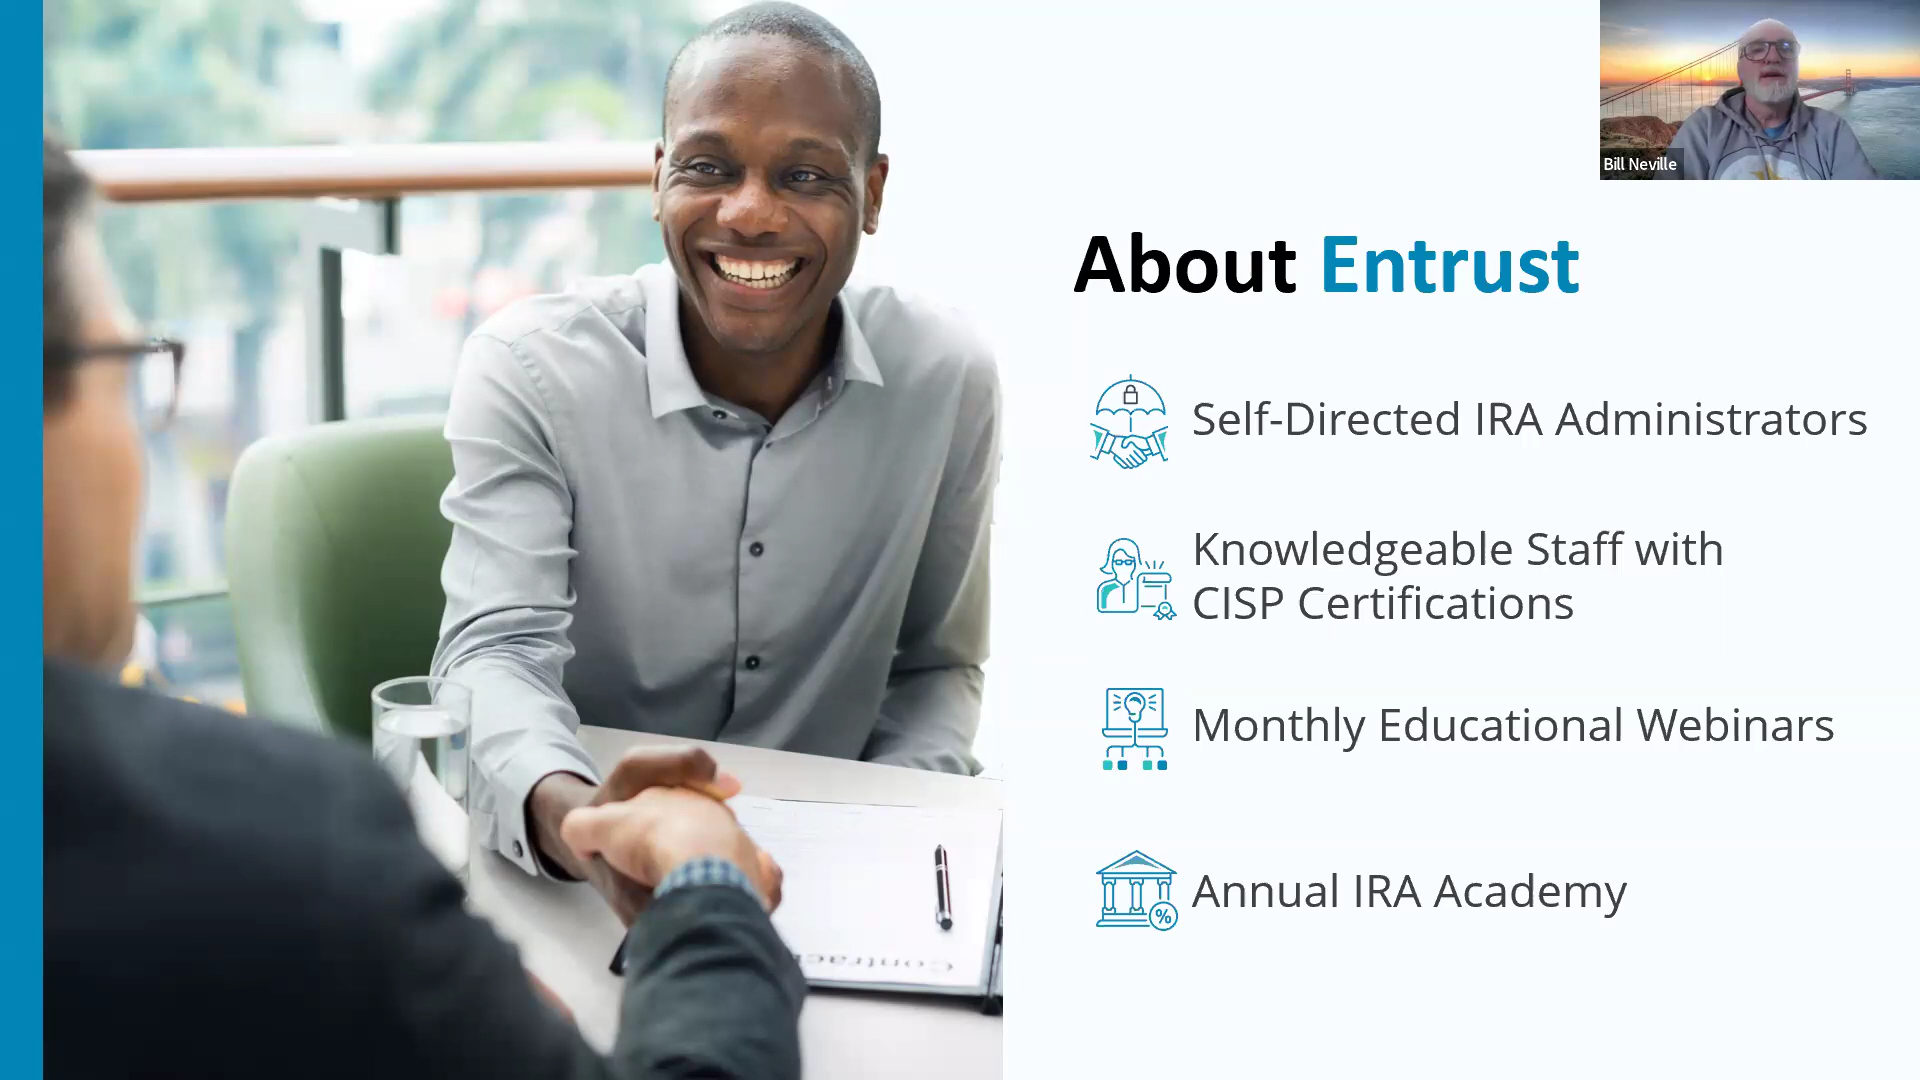 Bill Neville
About Entrust
Self-Directed IRA Administrators
Knowledgeable Staff with
CISP Certifications
Monthly Educational Webinars
Annual IRA Academy
%
Contract